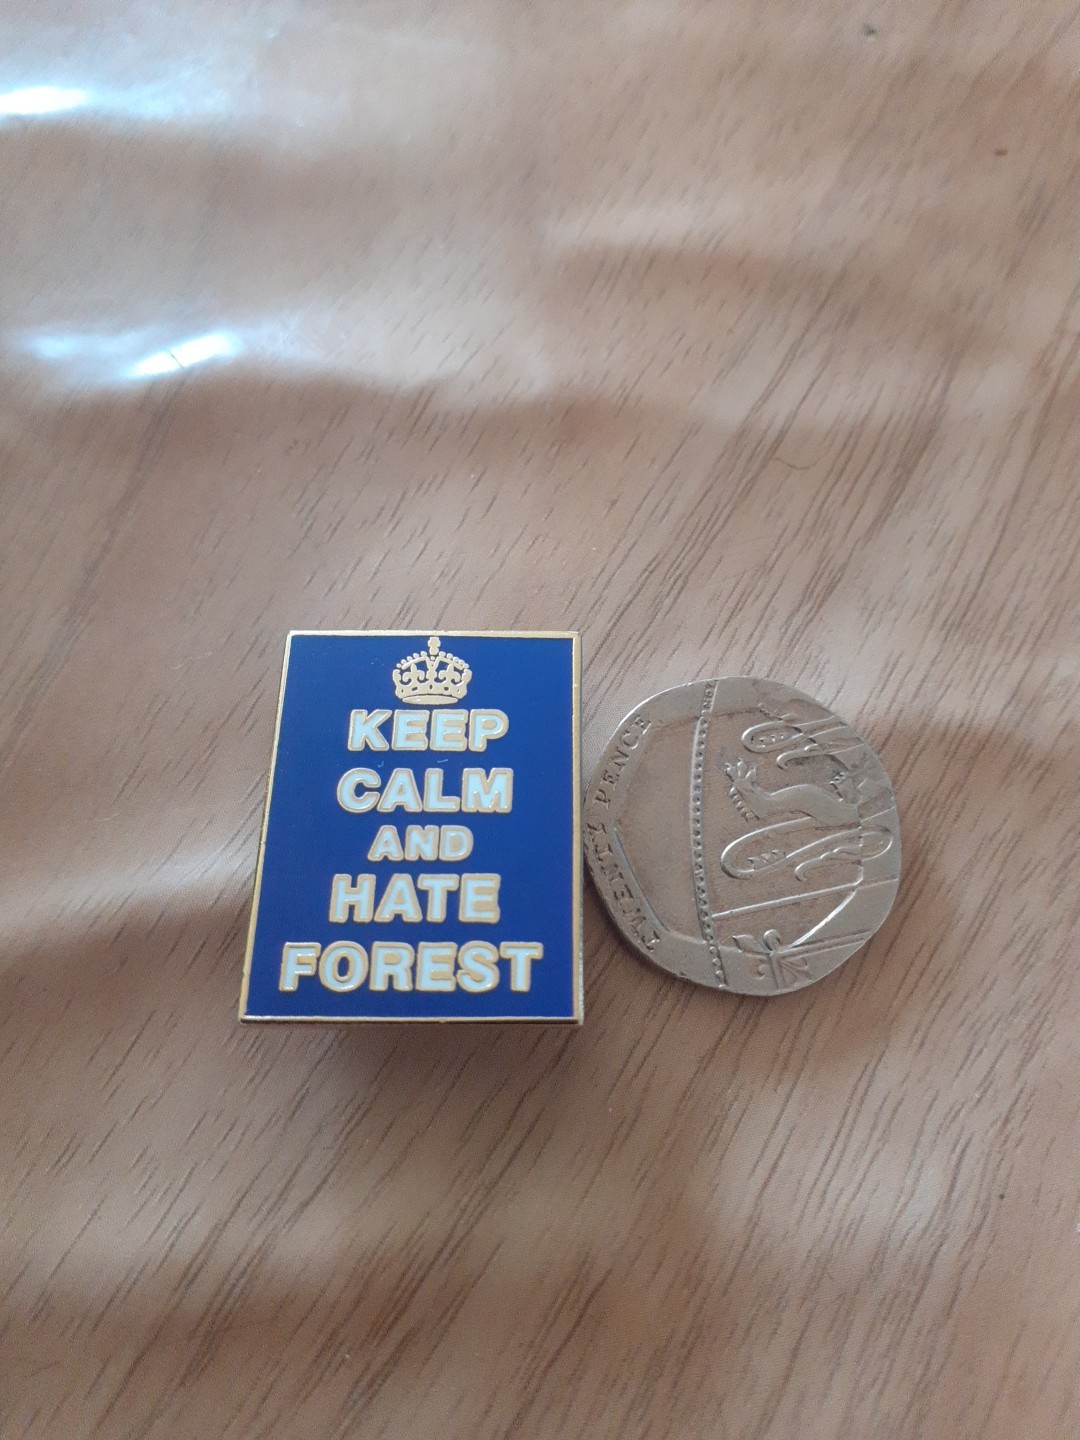 KEEP
CALM
AND
HATE
FOREST
TWENTY PENCE